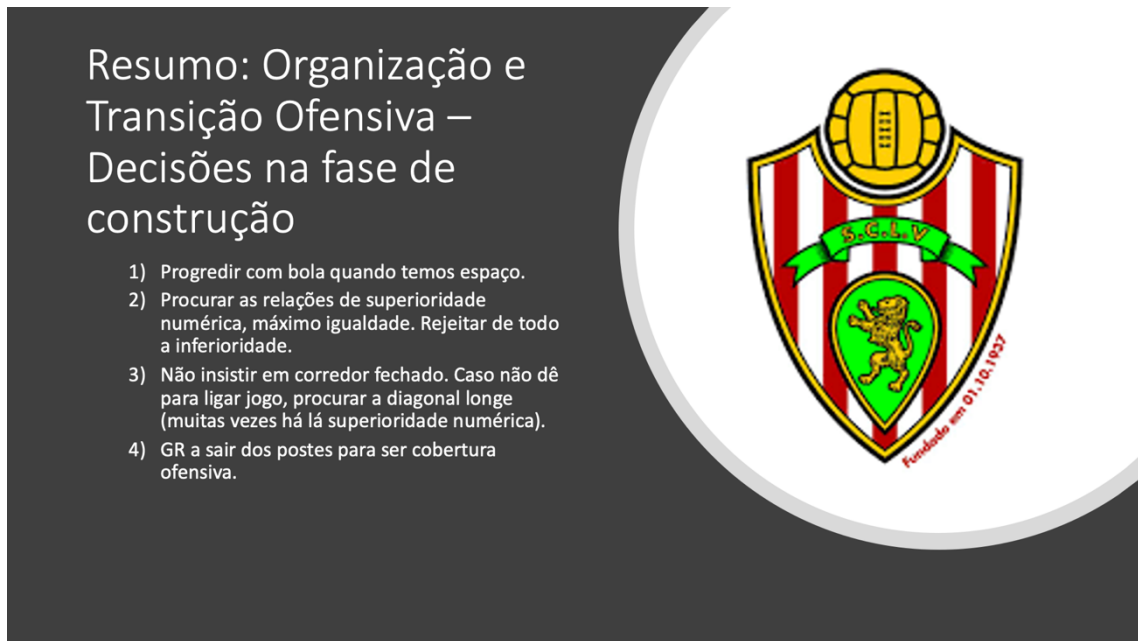 Resumo: Organização e
Transição Ofensiva –
Decisões na fase de
construção
1) Progredir com bola quando temos espaço.
2) Procurar as relações de superioridade
numérica, máximo igualdade. Rejeitar de todo
a inferioridade.
3) Não insistir em corredor fechado. Caso não dê
para ligar jogo, procurar a diagonal longe
(muitas vezes há lá superioridade numérica).
4) GR a sair dos postes para ser cobertura
ofensiva.
S.C.L.V
Fundado em 01.10.1937